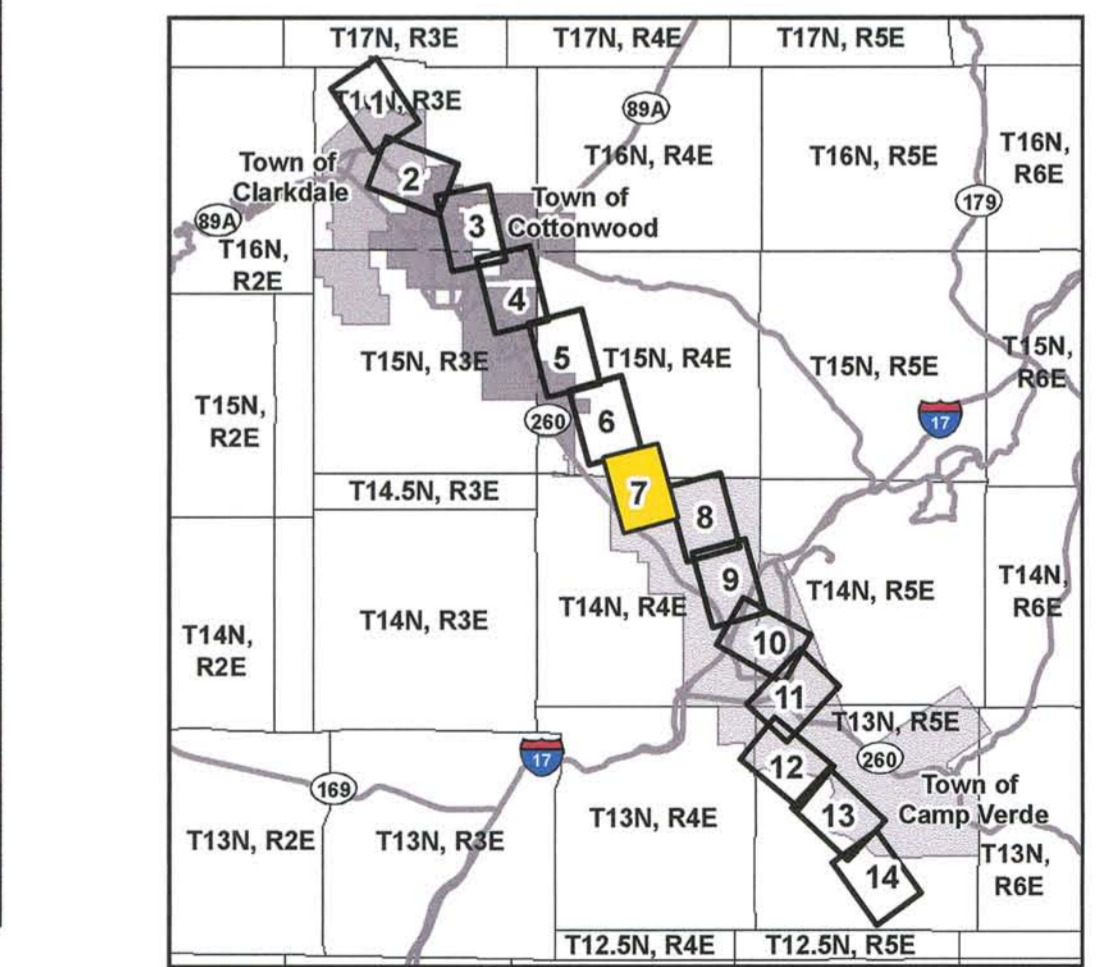 T17N, R3E
T17N, R4E
T17N, R5E
1
R3E
89A
T16N, R4E
T16N, R5E
T16N,
R6E
Town of
Clarkdale
2
179
Town of
Cottonwood
89A
3
T16N,
R2E
4
T15N, R3E
5
T15N, R4E
T15N, R5E
T15N,
R6E
T15N,
R2E
260
6
17
T14.5N, R3E
7
8
9
T14N, R3E
T14N, R4E
T14N, R5E
T14N,
R6E
T14N,
R2E
10
11
T13N, R5E
17
12
260
169
Town of
Camp Verde
13
T13N, R2E
T13N, R3E
T13N, R4E
T13N,
R6E
14
T12.5N, R4E
T12.5N, R5E